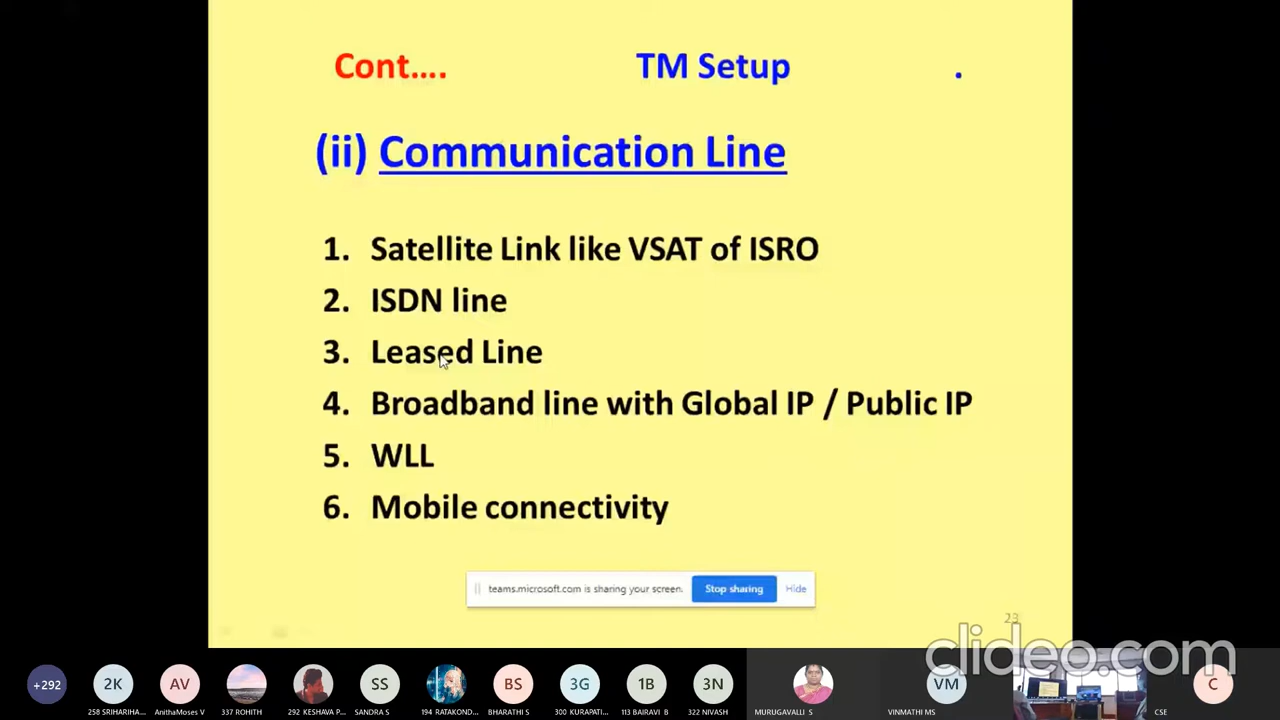 Cont.... TM Setup .
(ii) Communication Line
1. Satellite Link like VSAT of ISRO
2. ISDN line
3. Leased Line
4. Broadband line with Global IP / Public IP
5. WLL
6. Mobile connectivity
teams.microsoft.com is sharing your screen. Stop sharing Hide
23
clideo.com
+292 2K AV SS BS 3G 1B 3N VM C
258 SRIHARIHA... AnithaMoses V 337 ROHITH 292 KESHAVA P... SANDRA S 194 RATAKOND... BHARATHI S 300 KURAPATI... 113 BAIRAVI B 322 NIVASH MURUGAVALLI S VINMATHI MS CSE